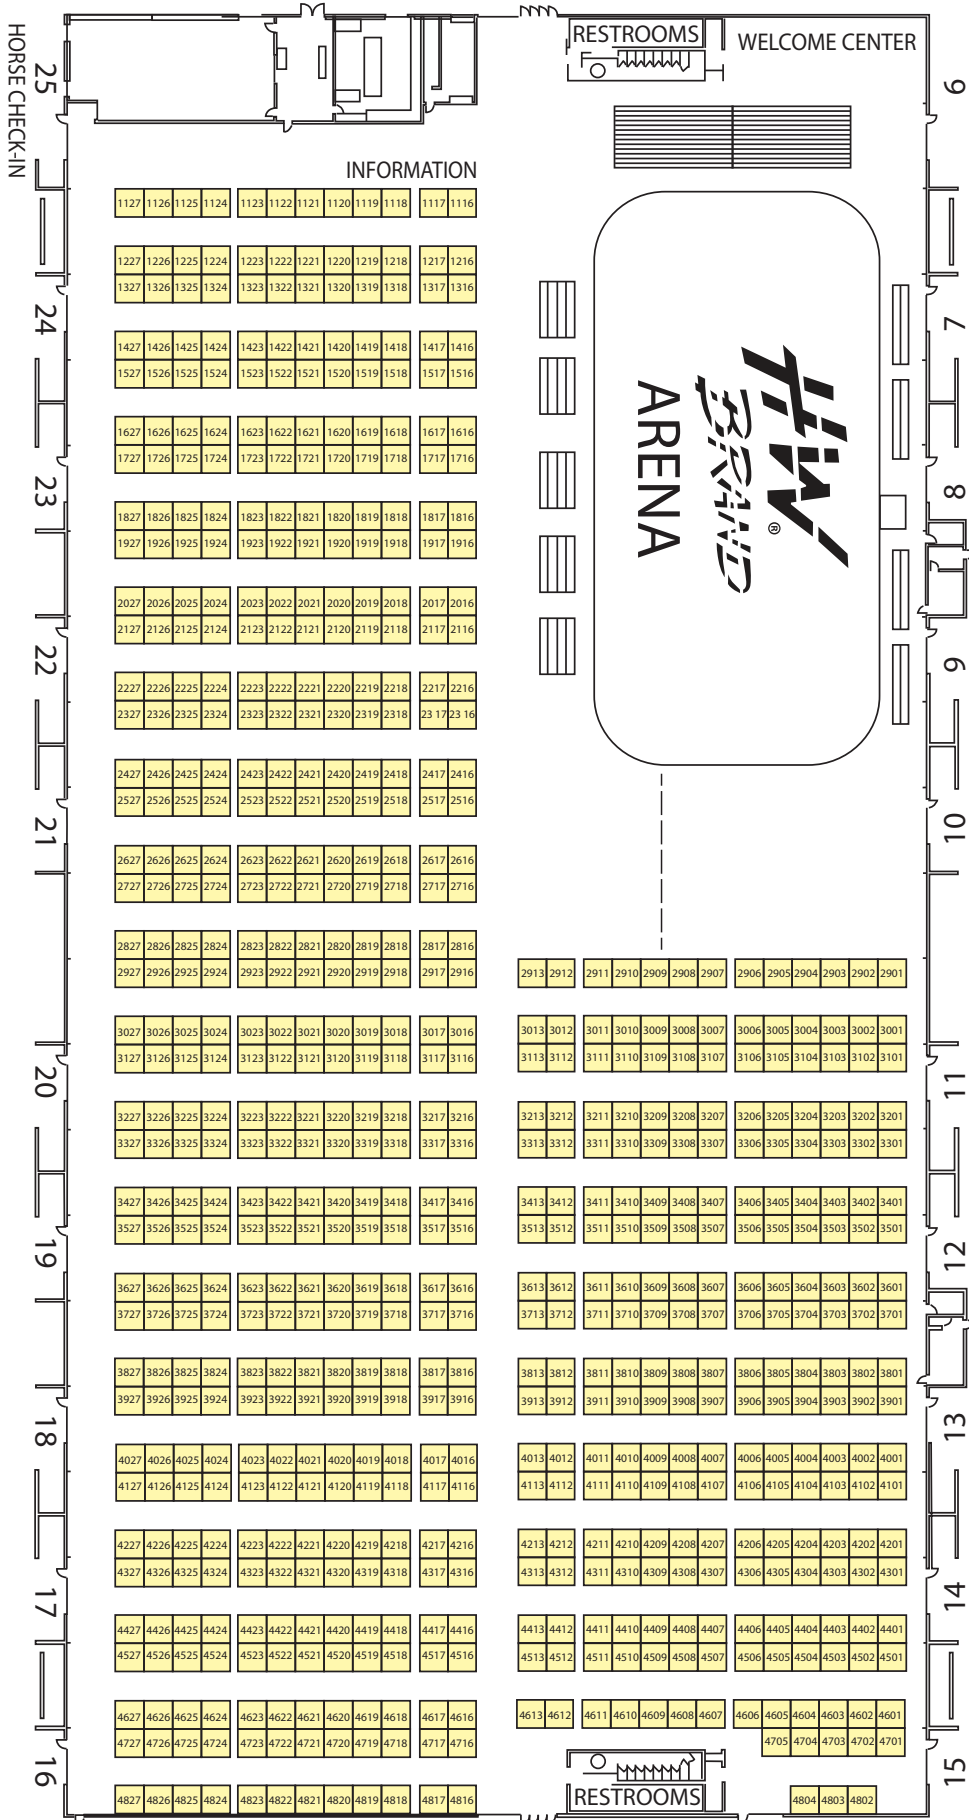 RESTROOMS
WELCOME CENTER
25
HORSE CHECK-IN
6
INFORMATION
1127 1126 1125 1124 1123 1122 1121 1120 1119 1118 1117 1116
1227 1226 1225 1224 1223 1222 1221 1220 1219 1218 1217 1216
1327 1326 1325 1324 1323 1322 1321 1320 1319 1318 1317 1316
24
7
1427 1426 1425 1424 1423 1422 1421 1420 1419 1418 1417 1416
1527 1526 1525 1524 1523 1522 1521 1520 1519 1518 1517 1516
HW
BRAND
®
ARENA
1627 1626 1625 1624 1623 1622 1621 1620 1619 1618 1617 1616
1727 1726 1725 1724 1723 1722 1721 1720 1719 1718 1717 1716
23
8
1827 1826 1825 1824 1823 1822 1821 1820 1819 1818 1817 1816
1927 1926 1925 1924 1923 1922 1921 1920 1919 1918 1917 1916
2027 2026 2025 2024 2023 2022 2021 2020 2019 2018 2017 2016
2127 2126 2125 2124 2123 2122 2121 2120 2119 2118 2117 2116
22
9
2227 2226 2225 2224 2223 2222 2221 2220 2219 2218 2217 2216
2327 2326 2325 2324 2323 2322 2321 2320 2319 2318 23 17 23 16
2427 2426 2425 2424 2423 2422 2421 2420 2419 2418 2417 2416
2527 2526 2525 2524 2523 2522 2521 2520 2519 2518 2517 2516
21
10
2627 2626 2625 2624 2623 2622 2621 2620 2619 2618 2617 2616
2727 2726 2725 2724 2723 2722 2721 2720 2719 2718 2717 2716
2827 2826 2825 2824 2823 2822 2821 2820 2819 2818 2817 2816
2927 2926 2925 2924 2923 2922 2921 2920 2919 2918 2917 2916 2913 2912 2911 2910 2909 2908 2907 2906 2905 2904 2903 2902 2901
3027 3026 3025 3024 3023 3022 3021 3020 3019 3018 3017 3016 3013 3012 3011 3010 3009 3008 3007 3006 3005 3004 3003 3002 3001
3127 3126 3125 3124 3123 3122 3121 3120 3119 3118 3117 3116 3113 3112 3111 3110 3109 3108 3107 3106 3105 3104 3103 3102 3101
20
11
3227 3226 3225 3224 3223 3222 3221 3220 3219 3218 3217 3216 3213 3212 3211 3210 3209 3208 3207 3206 3205 3204 3203 3202 3201
3327 3326 3325 3324 3323 3322 3321 3320 3319 3318 3317 3316 3313 3312 3311 3310 3309 3308 3307 3306 3305 3304 3303 3302 3301
3427 3426 3425 3424 3423 3422 3421 3420 3419 3418 3417 3416 3413 3412 3411 3410 3409 3408 3407 3406 3405 3404 3403 3402 3401
3527 3526 3525 3524 3523 3522 3521 3520 3519 3518 3517 3516 3513 3512 3511 3510 3509 3508 3507 3506 3505 3504 3503 3502 3501
19
12
3627 3626 3625 3624 3623 3622 3621 3620 3619 3618 3617 3616 3613 3612 3611 3610 3609 3608 3607 3606 3605 3604 3603 3602 3601
3727 3726 3725 3724 3723 3722 3721 3720 3719 3718 3717 3716 3713 3712 3711 3710 3709 3708 3707 3706 3705 3704 3703 3702 3701
3827 3826 3825 3824 3823 3822 3821 3820 3819 3818 3817 3816 3813 3812 3811 3810 3809 3808 3807 3806 3805 3804 3803 3802 3801
3927 3926 3925 3924 3923 3922 3921 3920 3919 3918 3917 3916 3913 3912 3911 3910 3909 3908 3907 3906 3905 3904 3903 3902 3901
18
13
4027 4026 4025 4024 4023 4022 4021 4020 4019 4018 4017 4016 4013 4012 4011 4010 4009 4008 4007 4006 4005 4004 4003 4002 4001
4127 4126 4125 4124 4123 4122 4121 4120 4119 4118 4117 4116 4113 4112 4111 4110 4109 4108 4107 4106 4105 4104 4103 4102 4101
4227 4226 4225 4224 4223 4222 4221 4220 4219 4218 4217 4216 4213 4212 4211 4210 4209 4208 4207 4206 4205 4204 4203 4202 4201
4327 4326 4325 4324 4323 4322 4321 4320 4319 4318 4317 4316 4313 4312 4311 4310 4309 4308 4307 4306 4305 4304 4303 4302 4301
17
14
4427 4426 4425 4424 4423 4422 4421 4420 4419 4418 4417 4416 4413 4412 4411 4410 4409 4408 4407 4406 4405 4404 4403 4402 4401
4527 4526 4525 4524 4523 4522 4521 4520 4519 4518 4517 4516 4513 4512 4511 4510 4509 4508 4507 4506 4505 4504 4503 4502 4501
4627 4626 4625 4624 4623 4622 4621 4620 4619 4618 4617 4616 4613 4612 4611 4610 4609 4608 4607 4606 4605 4604 4603 4602 4601
4727 4726 4725 4724 4723 4722 4721 4720 4719 4718 4717 4716 4705 4704 4703 4702 4701
16
15
4827 4826 4825 4824 4823 4822 4821 4820 4819 4818 4817 4816 RESTROOMS 4804 4803 4802